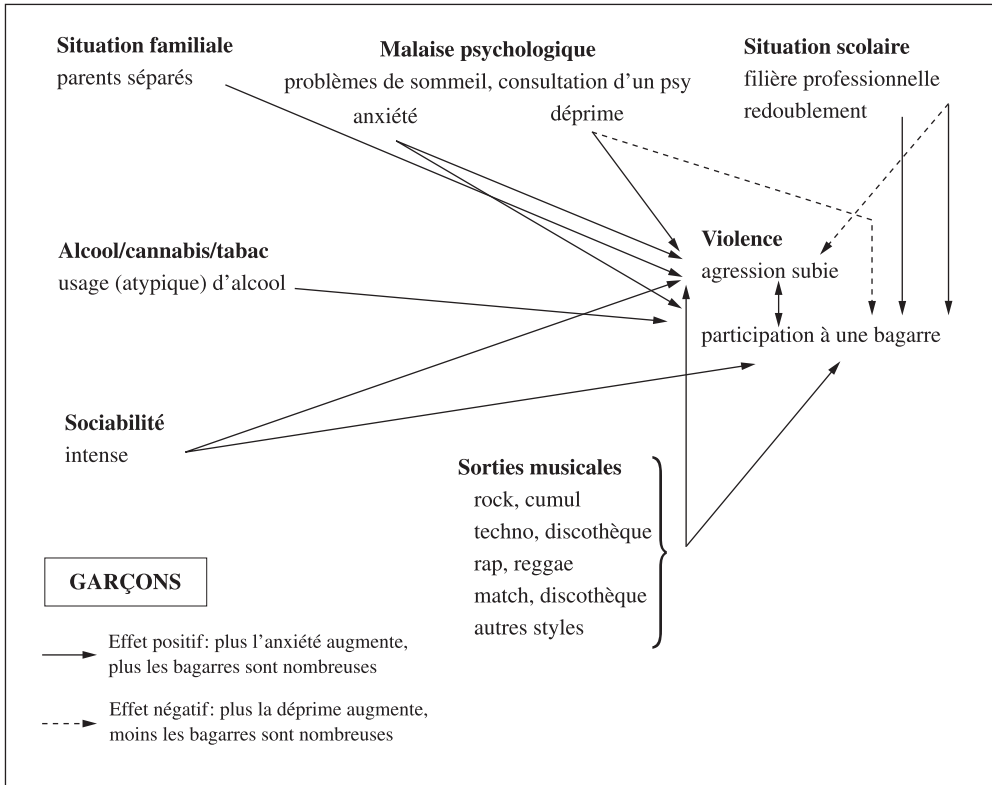 Situation familiale
parents séparés
Malaise psychologique
problèmes de sommeil, consultation d'un psy
anxiété
déprime
Situation scolaire
filière professionnelle
redoublement
Alcool/cannabis/tabac
usage (atypique) d'alcool
Violence
agression subie
participation à une bagarre
Sociabilité
intense
Sorties musicales
rock, cumul
techno, discothèque
rap, reggae
match, discothèque
autres styles
GARÇONS
Effet positif: plus l'anxiété augmente,
plus les bagarres sont nombreuses
Effet négatif: plus la déprime augmente,
moins les bagarres sont nombreuses